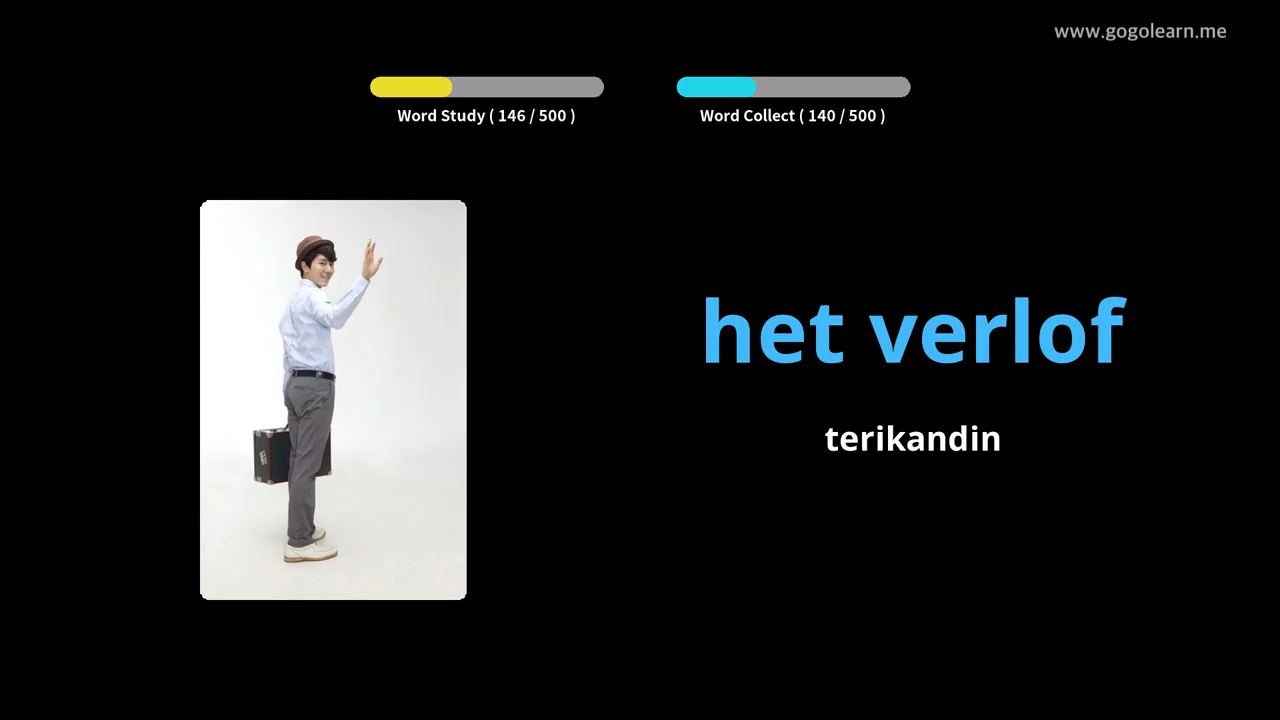 www.gogolearn.me
Word Study ( 146 / 500 )
Word Collect ( 140 / 500 )
het verlof
terikandin